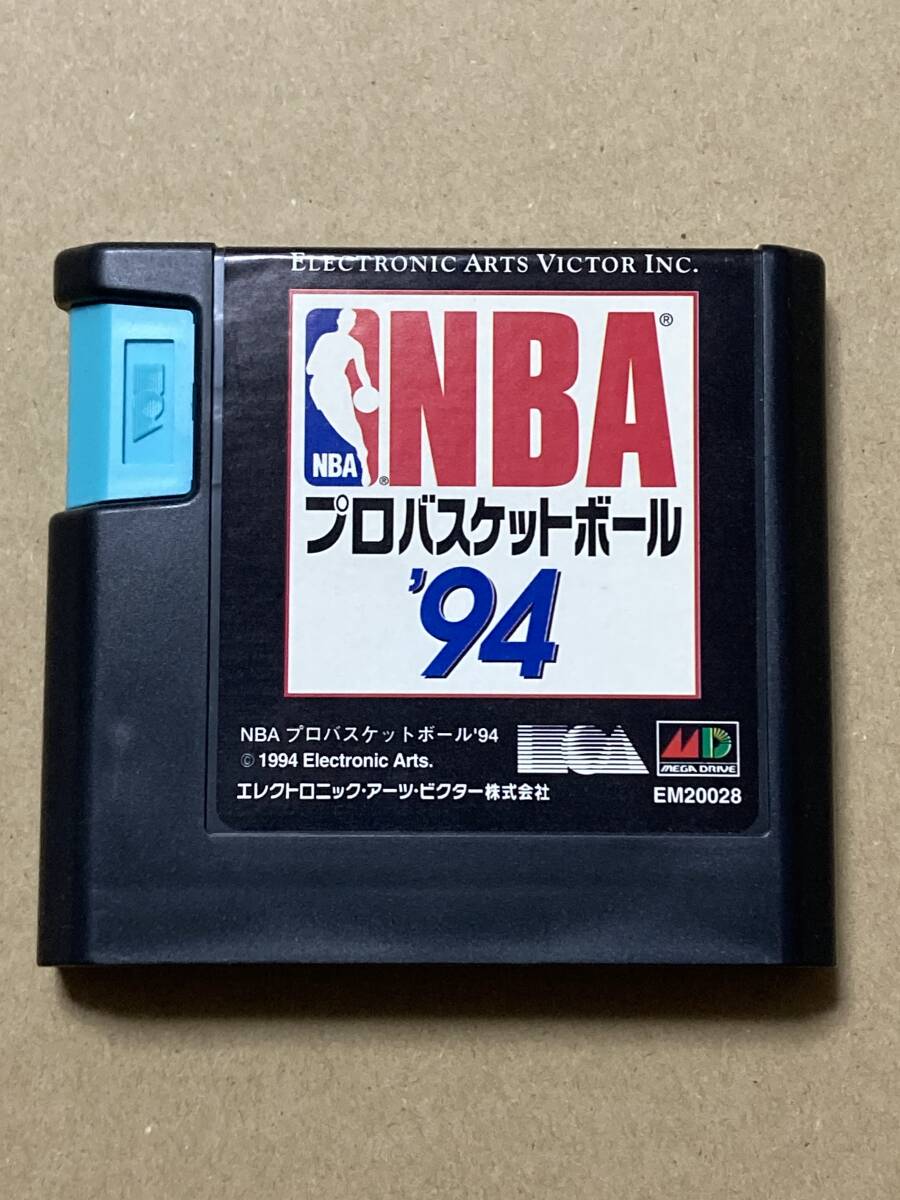 ELECTRONIC ARTS VICTOR INC.
NBA®
NBA®
プロバスケットボール
'94
NBA プロバスケットボール'94
© 1994 Electronic Arts.
エレクトロニック・アーツ・ビクター株式会社
EA
MD
MEGA DRIVE
EM20028